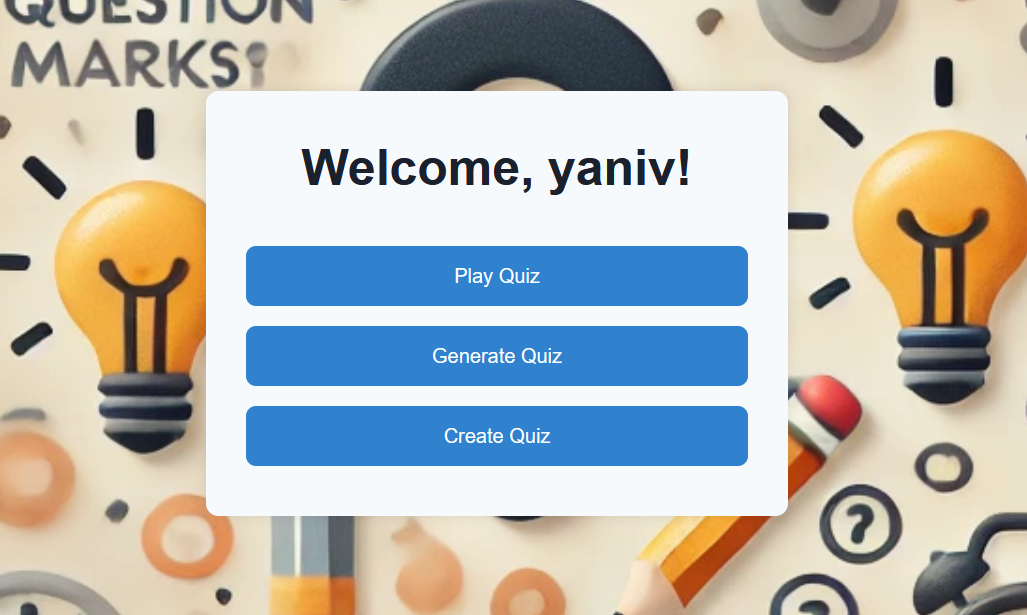 QUESTION
MARKS?
Welcome, yaniv!
Play Quiz
Generate Quiz
Create Quiz
?
?